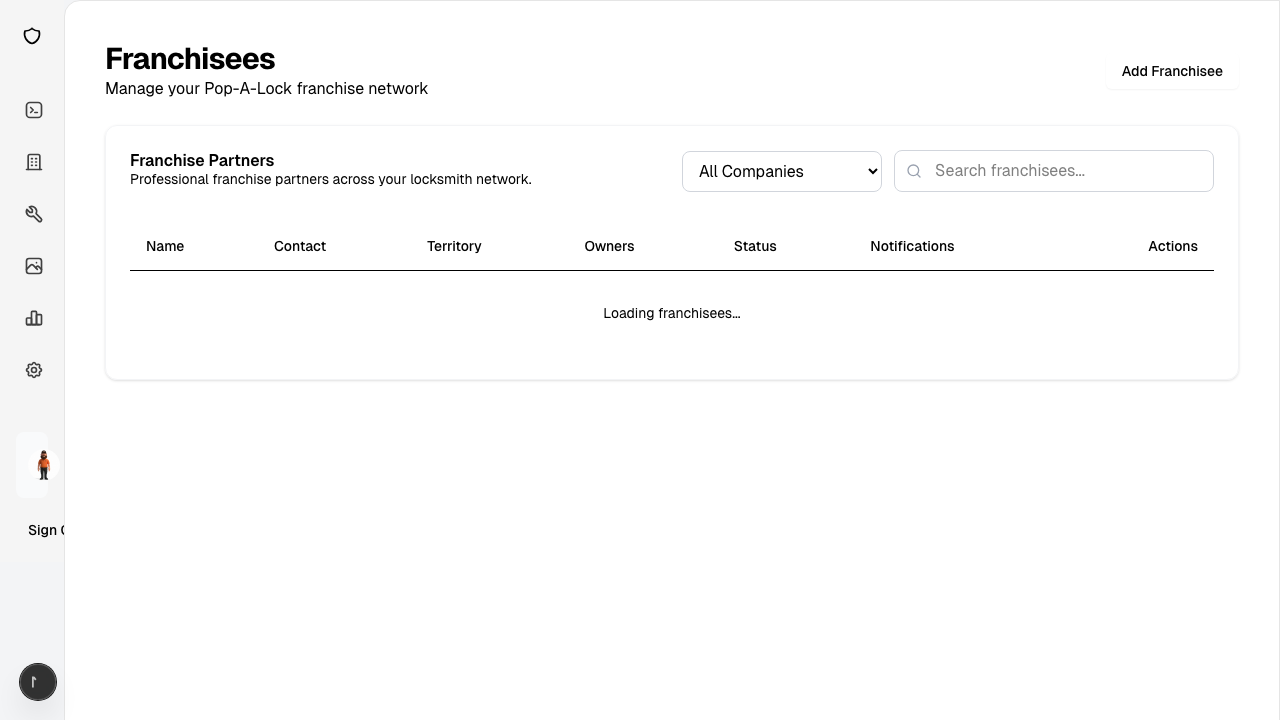 Franchisees
Manage your Pop-A-Lock franchise network
Add Franchisee
Franchise Partners
Professional franchise partners across your locksmith network.
All Companies
Search franchisees...
Name Contact Territory Owners Status Notifications Actions
Loading franchisees...
Sign